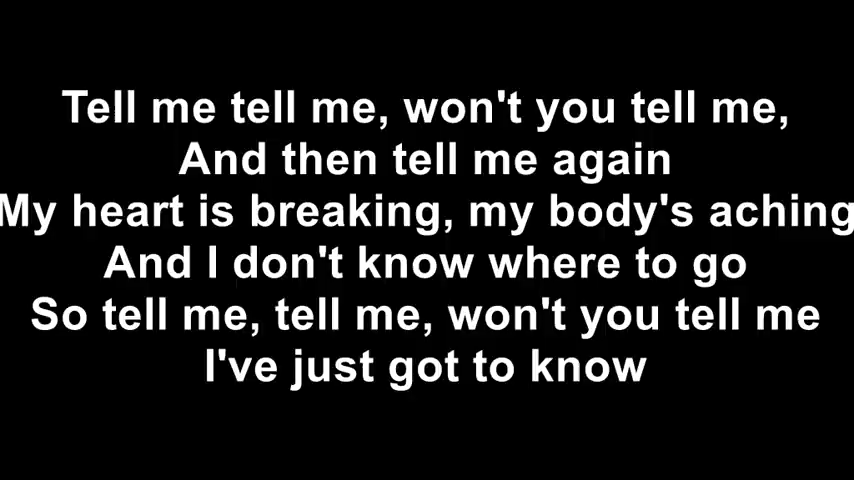 Tell me tell me, won't you tell me,
And then tell me again
My heart is breaking, my body's aching
And I don't know where to go
So tell me, tell me, won't you tell me
I've just got to know